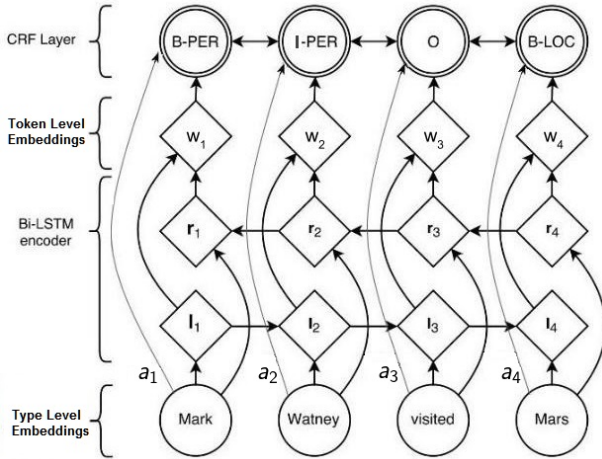 CRF Layer
B-PER I-PER O B-LOC
Token Level
Embeddings
w1 w2 w3 w4
Bi-LSTM
encoder
r1 r2 r3 r4
l1 l2 l3 l4
a1 a2 a3 a4
Type Level
Embeddings
Mark Watney visited Mars